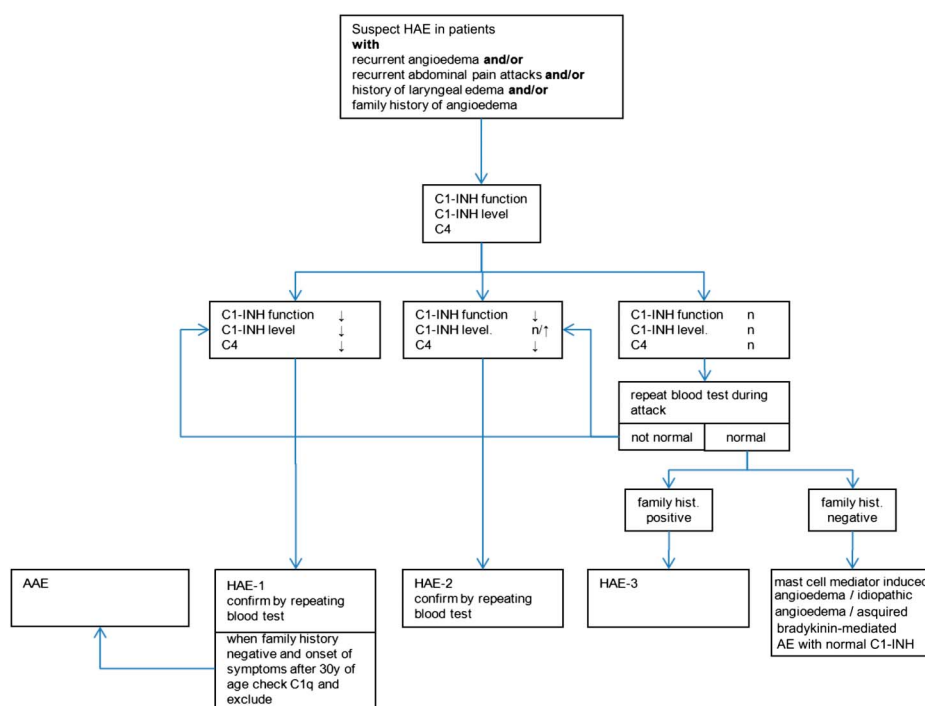 Suspect HAE in patients
with
recurrent angioedema and/or
recurrent abdominal pain attacks and/or
history of laryngeal edema and/or
family history of angioedema
C1-INH function
C1-INH level
C4
C1-INH function ↓
C1-INH level ↓
C4 ↓
C1-INH function ↓
C1-INH level. n/↑
C4 ↓
C1-INH function n
C1-INH level. n
C4 n
repeat blood test during
attack
not normal
normal
family hist.
positive
family hist.
negative
AAE
HAE-1
confirm by repeating
blood test
when family history
negative and onset of
symptoms after 30y of
age check C1q and
exclude
HAE-2
confirm by repeating
blood test
HAE-3
mast cell mediator induced
angioedema / idiopathic
angioedema / asquired
bradykinin-mediated
AE with normal C1-INH